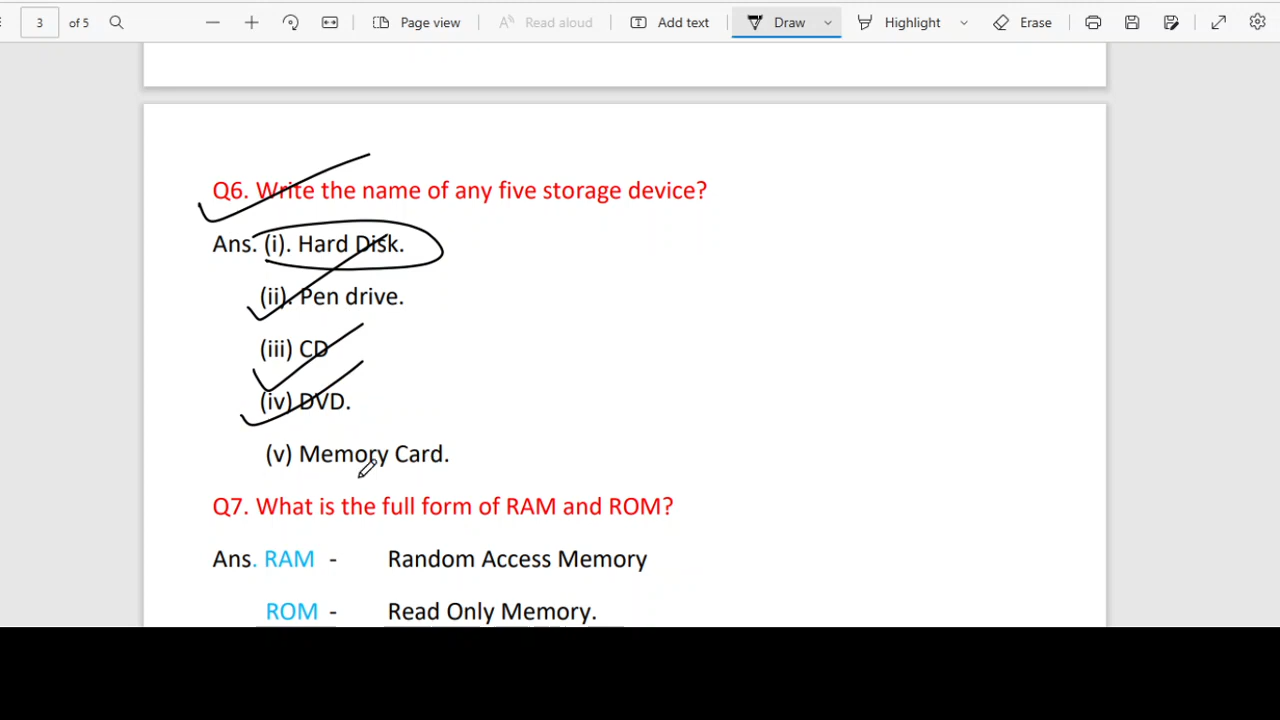 3 of 5 Page view Read aloud Add text Draw Highlight Erase
Q6. Write the name of any five storage device?
Ans. (i). Hard Disk.
(ii). Pen drive.
(iii) CD
(iv) DVD.
(v) Memory Card.
Q7. What is the full form of RAM and ROM?
Ans. RAM - Random Access Memory
ROM - Read Only Memory.